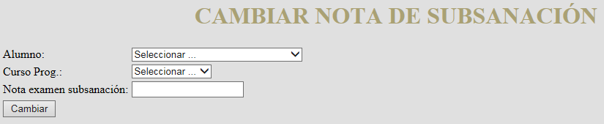 CAMBIAR NOTA DE SUBSANACIÓN
Alumno: Seleccionar ...
Curso Prog.: Seleccionar ...
Nota examen subsanación:
Cambiar